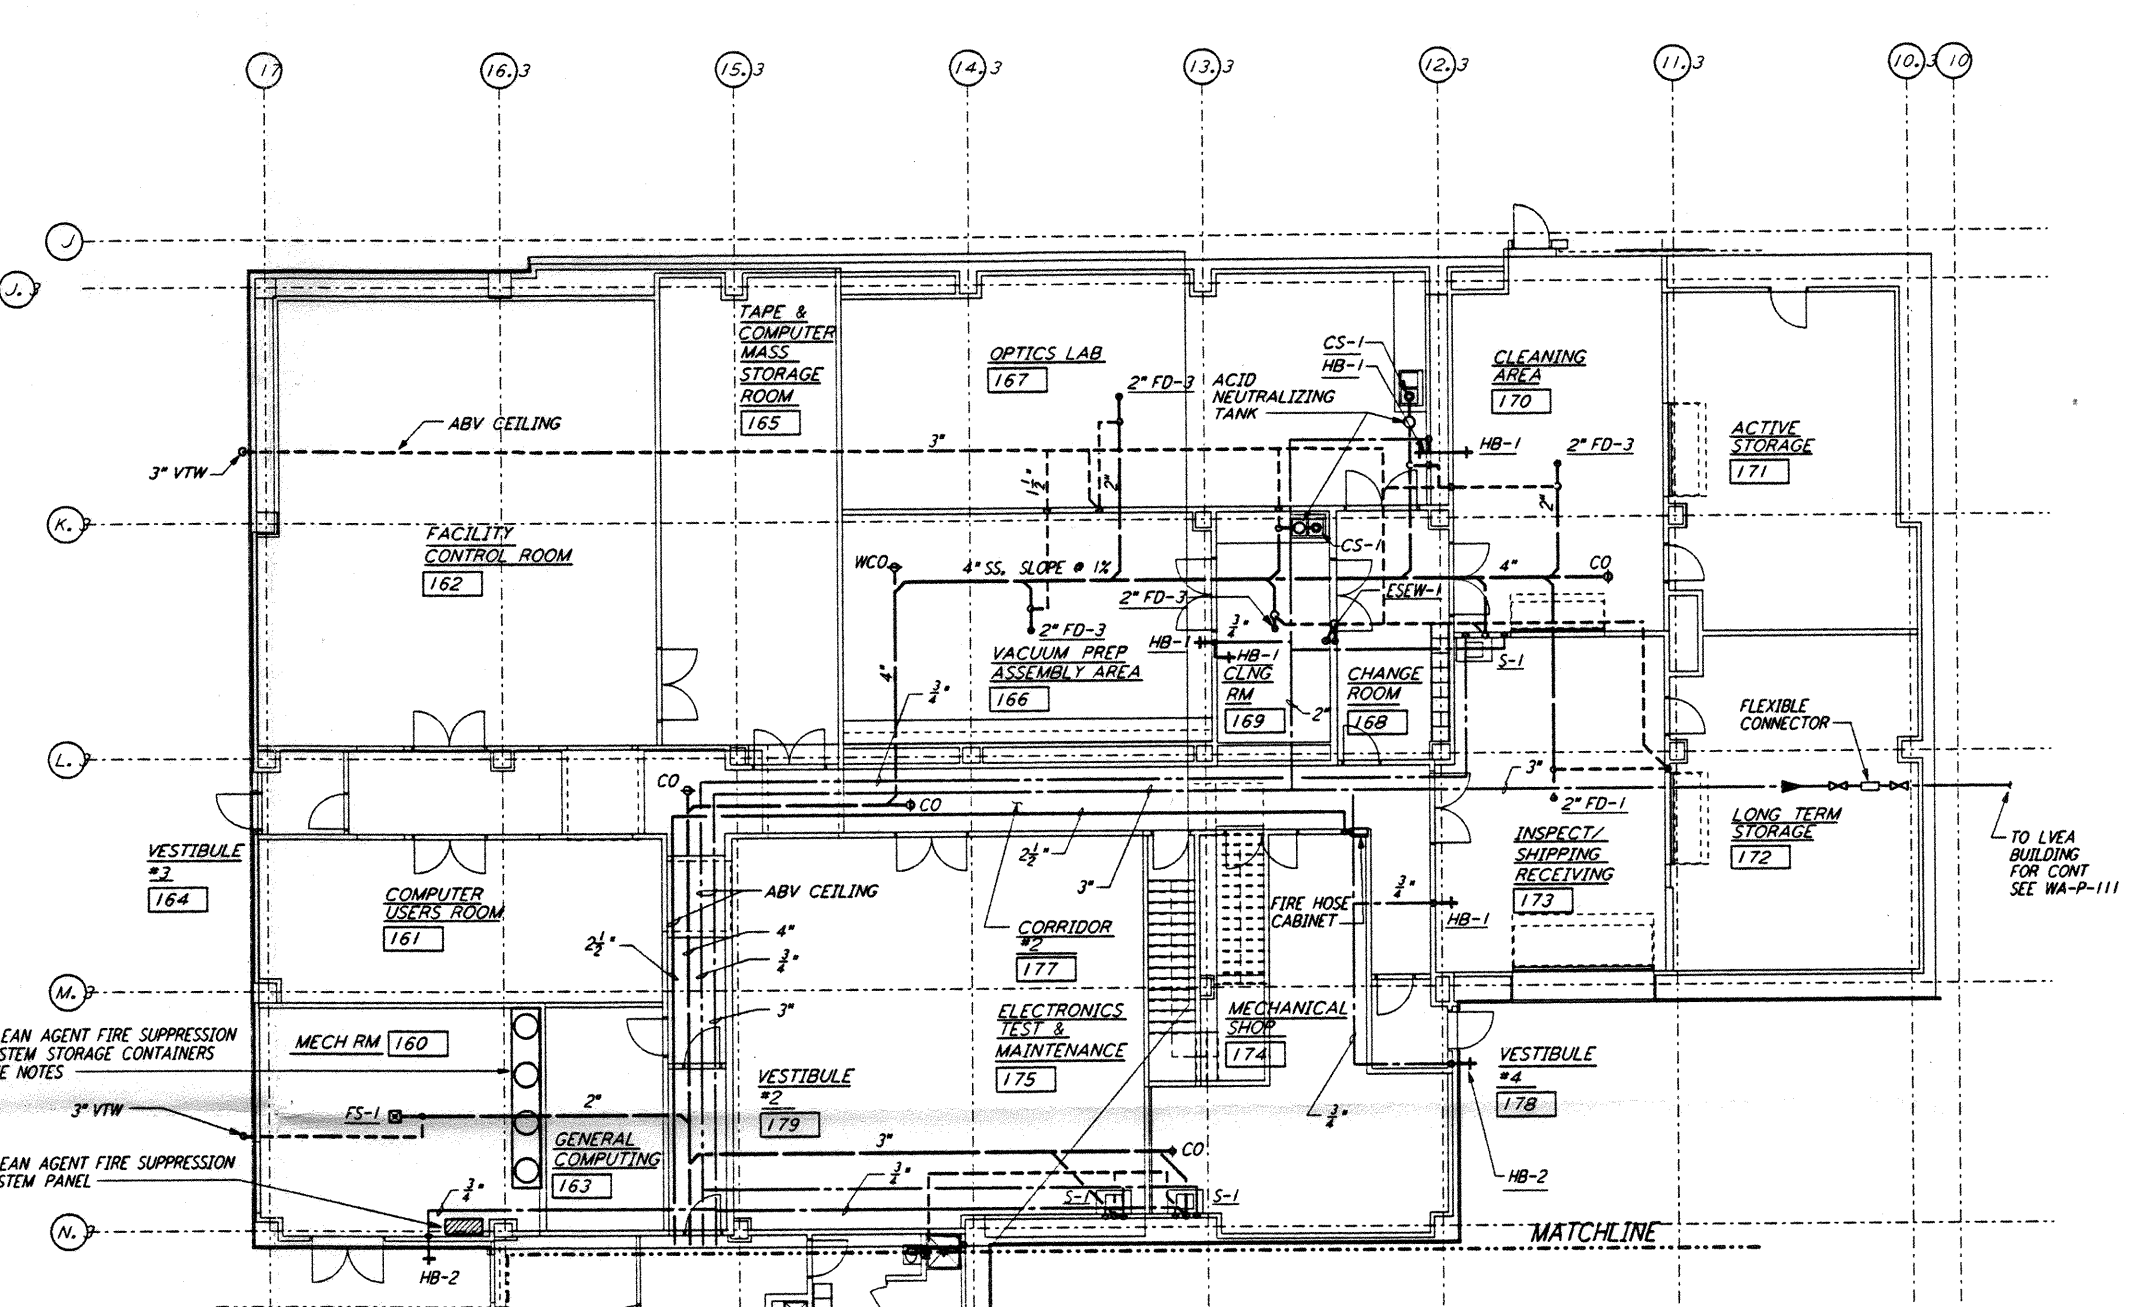 17
16.3
15.3
14.3
13.3
12.3
11.3
10.3
10
J
J.3
K.3
L.3
M.3
N.3
TAPE &
COMPUTER
MASS
STORAGE
ROOM
165
OPTICS LAB
167
2" FD-3
ACID
NEUTRALIZING
TANK
CS-1
HB-1
CLEANING
AREA
170
ACTIVE
STORAGE
171
ABV CEILING
3"
3" VTW
1½"
2"
HB-1
2" FD-3
2"
FACILITY
CONTROL ROOM
162
WCO
4" SS. SLOPE @ 1%
CS-1
4"
CO
2" FD-3
ESEW-1
¾"
2" FD-3
HB-1
HB-1
S-1
4"
VACUUM PREP
ASSEMBLY AREA
166
CLNG
RM
169
CHANGE
ROOM
168
2"
¾"
FLEXIBLE
CONNECTOR
CO
CO
3"
2" FD-1
LONG TERM
STORAGE
172
TO LVEA
BUILDING
FOR CONT
SEE WA-P-111
VESTIBULE
#3
164
COMPUTER
USERS ROOM
161
2½"
3"
ABV CEILING
FIRE HOSE
CABINET
¾"
HB-1
INSPECT/
SHIPPING
RECEIVING
173
2½"
4"
¾"
3"
CORRIDOR
#2
177
ELECTRONICS
TEST &
MAINTENANCE
175
MECHANICAL
SHOP
174
EAN AGENT FIRE SUPPRESSION
STEM STORAGE CONTAINERS
E NOTES
MECH RM 160
VESTIBULE
#2
179
VESTIBULE
#4
178
3" VTW
FS-1
2"
¾"
GENERAL
COMPUTING
163
3"
CO
EAN AGENT FIRE SUPPRESSION
STEM PANEL
¾"
¾"
S-1
S-1
HB-2
MATCHLINE
HB-2